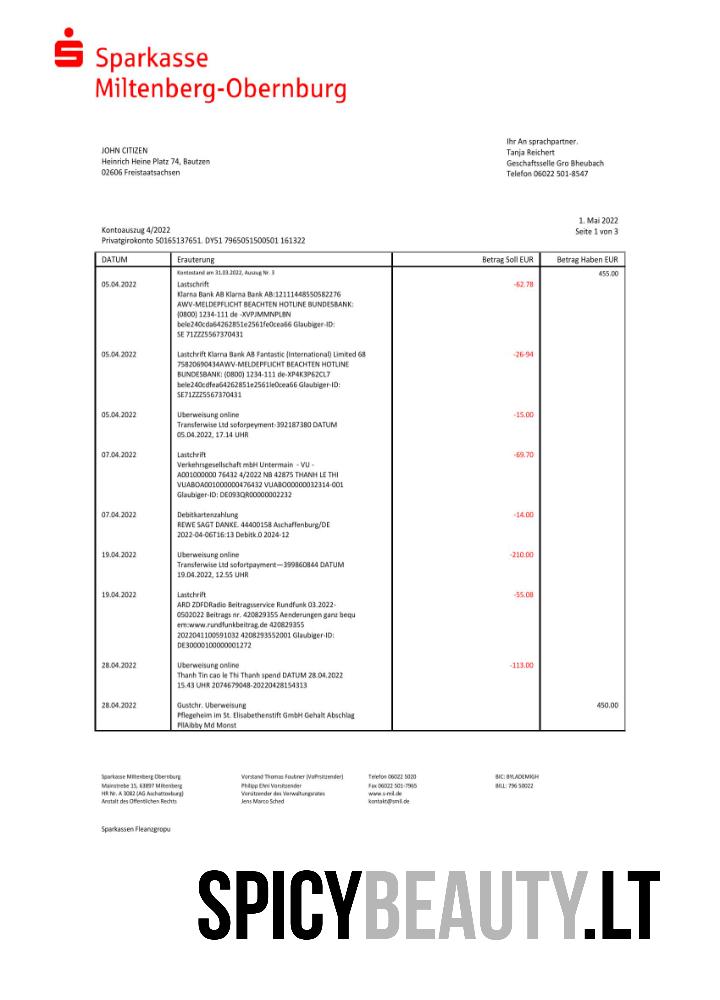 Sparkasse
Miltenberg-Obernburg
JOHN CITIZEN
Heinrich Heine Platz 74, Bautzen
02606 Freistaatsachsen
Ihr An sprachpartner.
Tanja Reichert
Geschaftsselle Gro Bheubach
Telefon 06022 501-8547
1. Mai 2022
Seite 1 von 3
Kontoauszug 4/2022
Privatgirokonto 50165137651. DY51 7965051500501 161322
DATUM Erauterung Betrag Soll EUR Betrag Haben EUR
Kontostand am 31.03.2022, Auszug Nr. 3 455.00
05.04.2022 Lastschrift -62.78
Klarna Bank AB Klarna Bank AB:12111448550582276
AWV-MELDEPFLICHT BEACHTEN HOTLINE BUNDESBANK:
(0800) 1234-111 de -XVPJMMNPLBN
bele240cda64262851e2561fe0cea66 Glaubiger-ID:
SE 71ZZZ5567370431
05.04.2022 Lastchrift Klarna Bank AB Fantastic (International) Limited 68 -26-94
75820690434AWV-MELDEPFLICHT BEACHTEN HOTLINE
BUNDESBANK: (0800) 1234-111 de-XP4K3P62CL7
bele240cdfea64262851e2561le0cea66 Glaubiger-ID:
SE71ZZZ5567370431
05.04.2022 Uberweisung online -15.00
Transferwise Ltd soforpeyment-392187380 DATUM
05.04.2022, 17.14 UHR
07.04.2022 Lastschrift -69.70
Verkehrsgesellschaft mbH Untermain - VU -
A001000000 76432 4/2022 NB 42875 THANH LE THI
VUABOA001000000476432 VUABO00000032314-001
Glaubiger-ID: DE093QR00000002232
07.04.2022 Debitkartenzahlung -14.00
REWE SAGT DANKE. 44400158 Aschaffenburg/DE
2022-04-06T16:13 Debitk.0 2024-12
19.04.2022 Uberweisung online -210.00
Transferwise Ltd sofortpayment—399860844 DATUM
19.04.2022, 12.55 UHR
19.04.2022 Lastschrift -55.08
ARD ZDFDRadio Beitragsservice Rundfunk 03.2022-
0502022 Beitrags nr. 420829355 Aenderungen ganz bequ
em:www.rundfunkbeitrag.de 420829355
2022041100591032 4208293552001 Glaubiger-ID:
DE30000100000001272
28.04.2022 Uberweisung online -113.00
Thanh Tin cao le Thi Thanh spend DATUM 28.04.2022
15.43 UHR 2074679048-20220428154313
28.04.2022 Gustchr. Uberweisung 450.00
Pflegeheim im St. Elisabethenstift GmbH Gehalt Abschlag
PllAibby Md Monst
Sparkasse Miltenberg Obernburg
Mainstrebe 15, 63897 Miltenberg
HR Nr. A 3082 (AG Aschattoxburg)
Anstalt des Offentlichen Rechts
Vorstand Thomas Foubner (VoPrsitzender)
Philipp Ehni Vorsitzender
Vorsitzender des Verwaltungsrates
Jens Marco Sched
Telefon 06022 5020
Fax 06022 501-7965
www.s-mil.de
kontakt@smil.de
BIC: BYLADEMIGH
BILL: 796 50022
Sparkassen Fleanzgropu
SPICYBEAUTY.LT